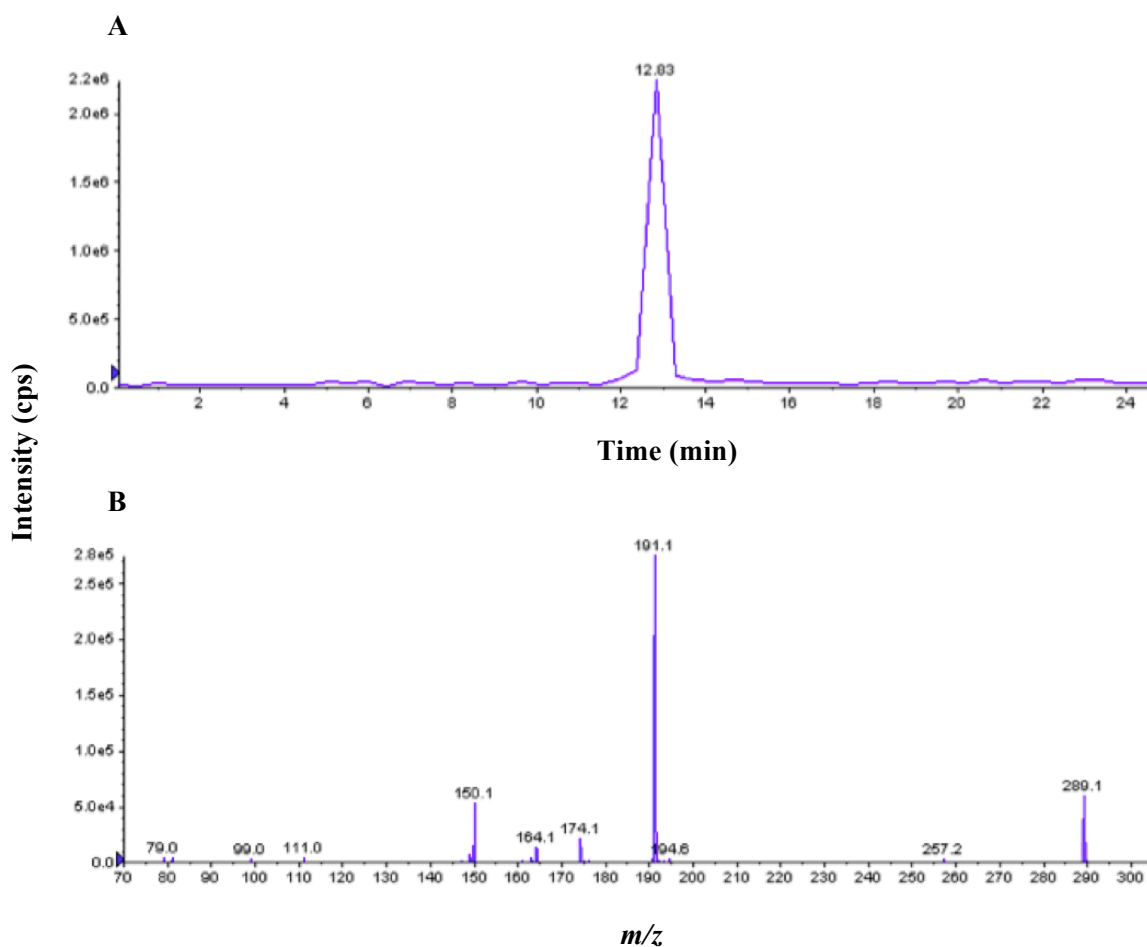 A
12.83
2.2e6
2.0e6
1.5e6
1.0e6
5.0e5
0.0
2 4 6 8 10 12 14 16 18 20 22 24
Time (min)
Intensity (cps)
B
191.1
2.8e5
2.5e5
2.0e5
1.5e5
1.0e5
5.0e4
0.0
289.1
150.1
174.1
164.1
79.0 99.0 111.0 194.6 257.2
70 80 90 100 110 120 130 140 150 160 170 180 190 200 210 220 230 240 250 260 270 280 290 300
m/z